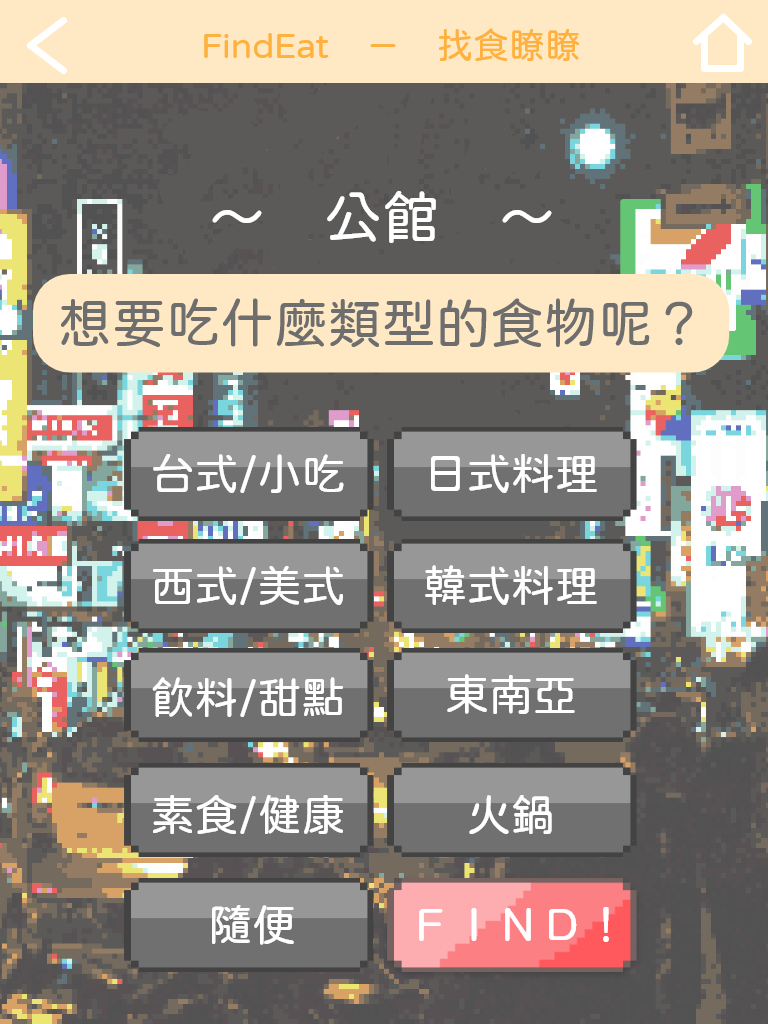 FindEat － 找食瞭瞭
～ 公館 ～
想要吃什麼類型的食物呢？
台式/小吃
日式料理
西式/美式
韓式料理
飲料/甜點
東南亞
素食/健康
火鍋
隨便
ＦＩＮＤ！